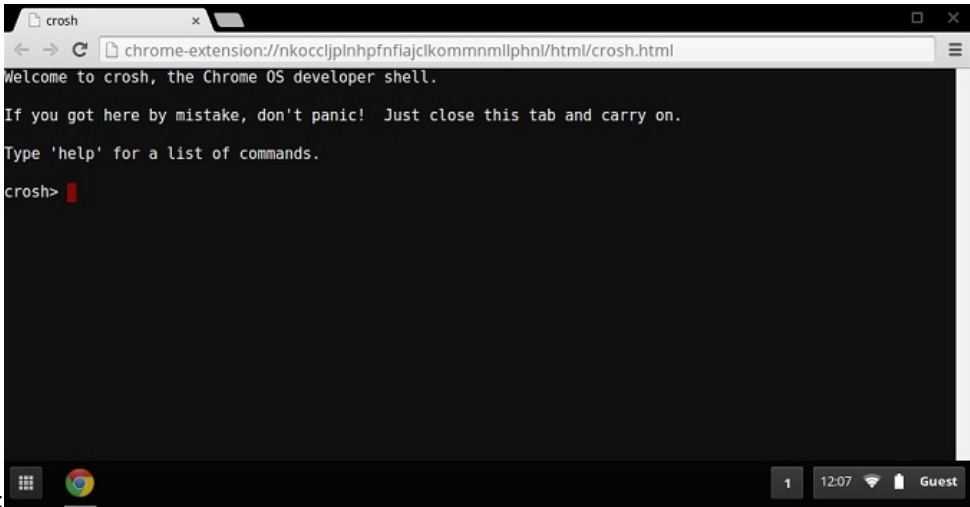 crosh
chrome-extension://nkoccljplnhpfnfiajclkommnmllphnl/html/crosh.html
Welcome to crosh, the Chrome OS developer shell.
If you got here by mistake, don't panic!  Just close this tab and carry on.
Type 'help' for a list of commands.
crosh>
1 12:07 Guest